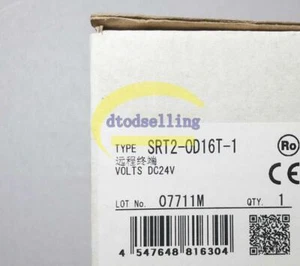 dtodselling
TYPE SRT2-OD16T-1
远程终端
VOLTS DC24V
Ro
LOT No. 07711M QTY. 1
4 547648 816304